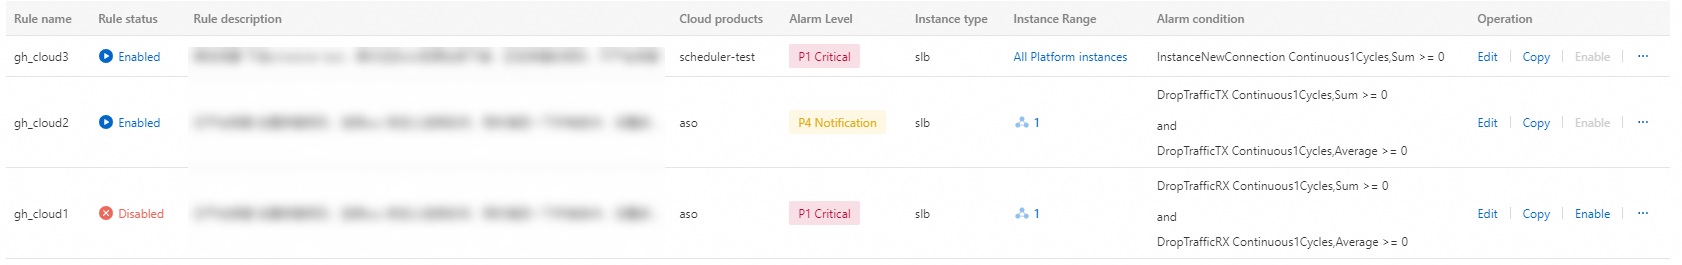 Rule name Rule status Rule description Cloud products Alarm Level Instance type Instance Range Alarm condition Operation
gh_cloud3 Enabled scheduler-test P1 Critical slb All Platform instances InstanceNewConnection Continuous1Cycles,Sum >= 0 Edit Copy Enable ···
DropTrafficTX Continuous1Cycles,Sum >= 0
gh_cloud2 Enabled aso P4 Notification slb 1 and Edit Copy Enable ···
DropTrafficTX Continuous1Cycles,Average >= 0
DropTrafficRX Continuous1Cycles,Sum >= 0
gh_cloud1 Disabled aso P1 Critical slb 1 and Edit Copy Enable ···
DropTrafficRX Continuous1Cycles,Average >= 0